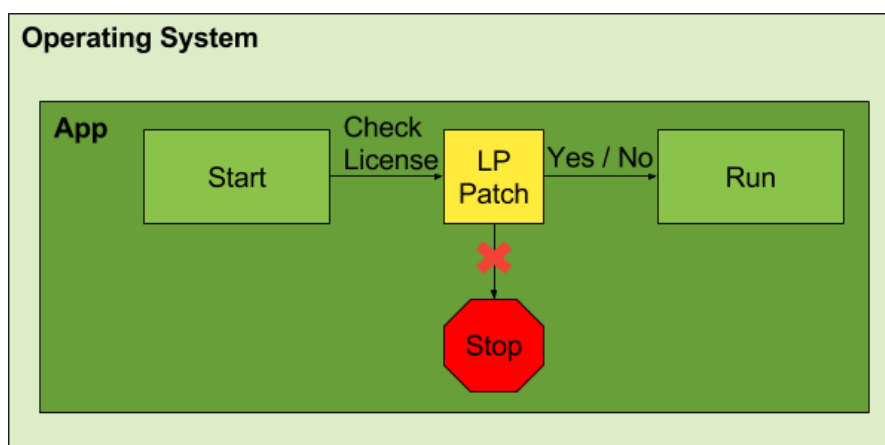 Operating System
App
Start
Check
License
LP
Patch
Yes / No
Run
Stop